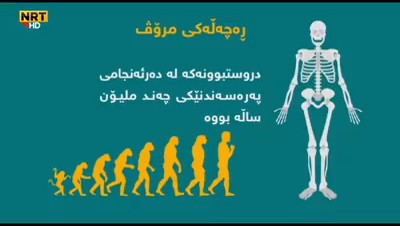 NRT
HD
ڕەچەڵەکی مرۆڤ
دروستبوونەکە لە دەرئەنجامی
پەرەسەندنێکی چەند ملیۆن
ساڵە بووە